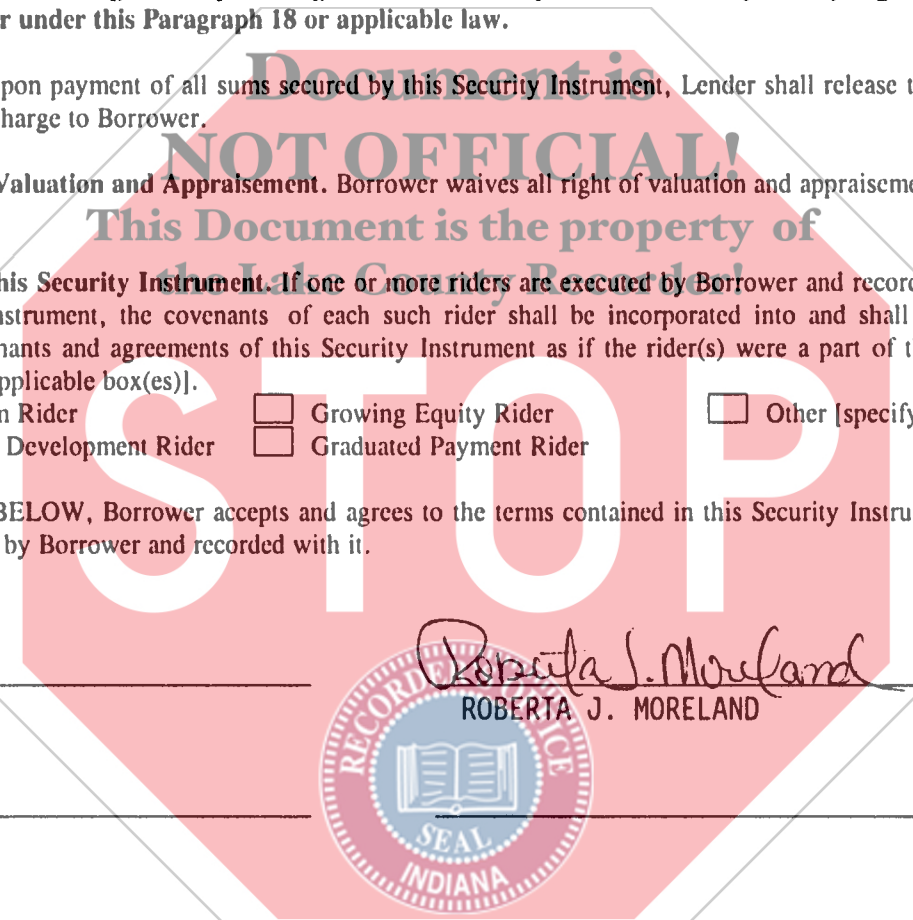 r under this Paragraph 18 or applicable law.
Document is
pon payment of all sums secured by this Security Instrument, Lender shall release t
harge to Borrower.
NOT OFFICIAL!
Valuation and Appraisement. Borrower waives all right of valuation and appraiseme
This Document is the property of
the Lake County Recorder!
his Security Instrument. If one or more riders are executed by Borrower and record
nstrument, the covenants of each such rider shall be incorporated into and shall
nants and agreements of this Security Instrument as if the rider(s) were a part of t
pplicable box(es)].
n Rider Growing Equity Rider Other [specify
Development Rider Graduated Payment Rider
STOP
BELOW, Borrower accepts and agrees to the terms contained in this Security Instru
by Borrower and recorded with it.
Roberta J. Moreland
ROBERTA J. MORELAND
RECORDER'S OFFICE
SEAL
INDIANA